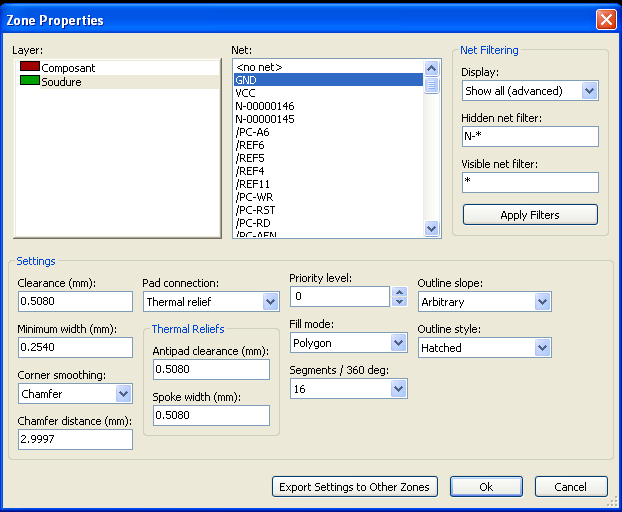 Zone Properties
Layer:
Composant
Soudure
Net:
<no net>
GND
VCC
N-00000146
N-00000145
/PC-A6
/REF6
/REF5
/REF4
/REF11
/PC-WR
/PC-RST
/PC-RD
/PC-AEN
Net Filtering
Display:
Show all (advanced)
Hidden net filter:
N-*
Visible net filter:
*
Apply Filters
Settings
Clearance (mm):
0.5080
Minimum width (mm):
0.2540
Corner smoothing:
Chamfer
Chamfer distance (mm):
2.9997
Pad connection:
Thermal relief
Thermal Reliefs
Antipad clearance (mm):
0.5080
Spoke width (mm):
0.5080
Priority level:
0
Fill mode:
Polygon
Segments / 360 deg:
16
Outline slope:
Arbitrary
Outline style:
Hatched
Export Settings to Other Zones
Ok
Cancel